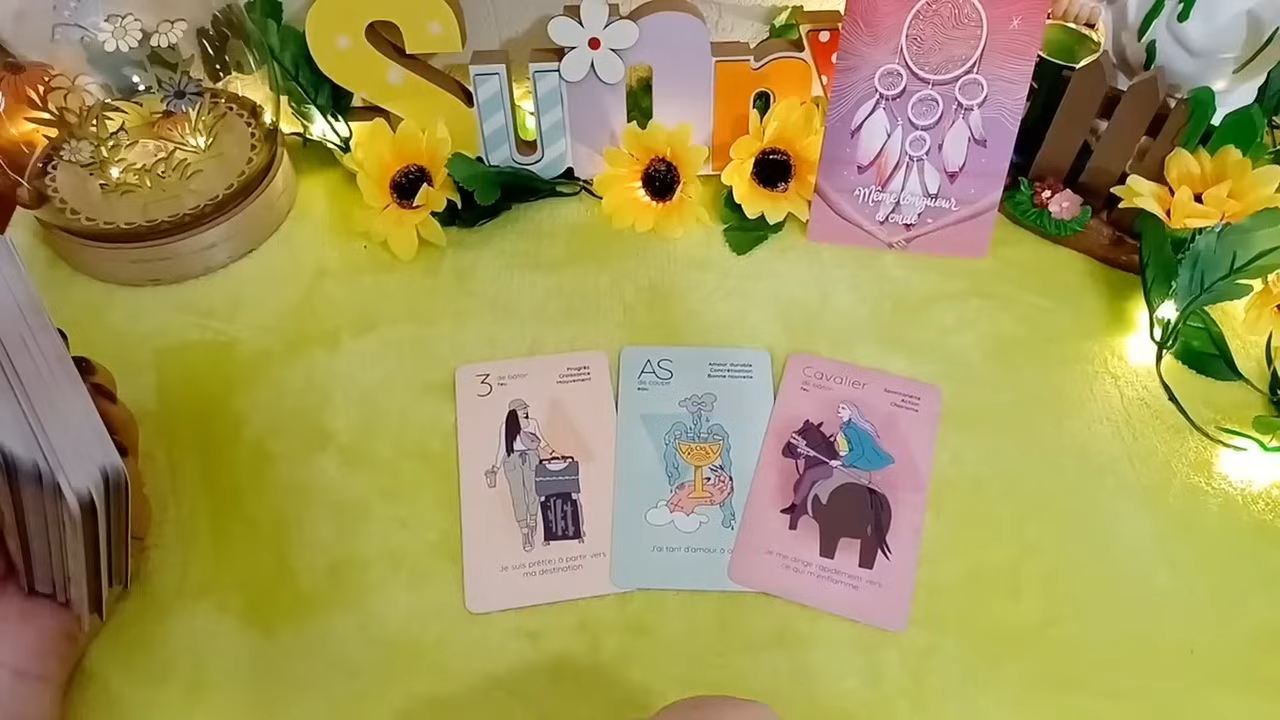 Sunn
Même longueur
à onde
3
de bâton
feu
Progrès
Croissance
Mouvement
Je suis prêt(e) à partir vers
ma destination
AS
de coupe
eau
Amour durable
Concrétisation
Bonne nouvelle
J'ai tant d'amour à
Cavalier
de bâton
feu
Spontanéité
Action
Charisme
Je me dirige rapidement vers
ce qui m'enflamme